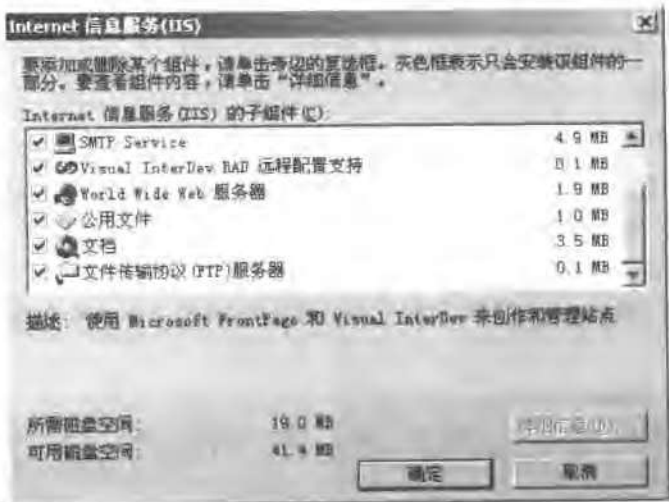 Internet 信息服务(IIS)
要添加或删除某个组件，请单击旁边的复选框。灰色框表示只会安装该组件的一
部分。要查看组件内容，请单击“详细信息”。
Internet 信息服务(IIS) 的子组件(C):
SMTP Service 4.9 MB
Visual InterDev RAD 远程配置支持 0.1 MB
World Wide Web 服务器 1.9 MB
公用文件 1.0 MB
文档 3.5 MB
文件传输协议(FTP)服务器 0.1 MB
描述: 使用 Microsoft FrontPage 和 Visual InterDev 来创作和管理站点
所需磁盘空间: 19.0 MB
可用磁盘空间: 41.4 MB
详细信息(D)...
确定
取消